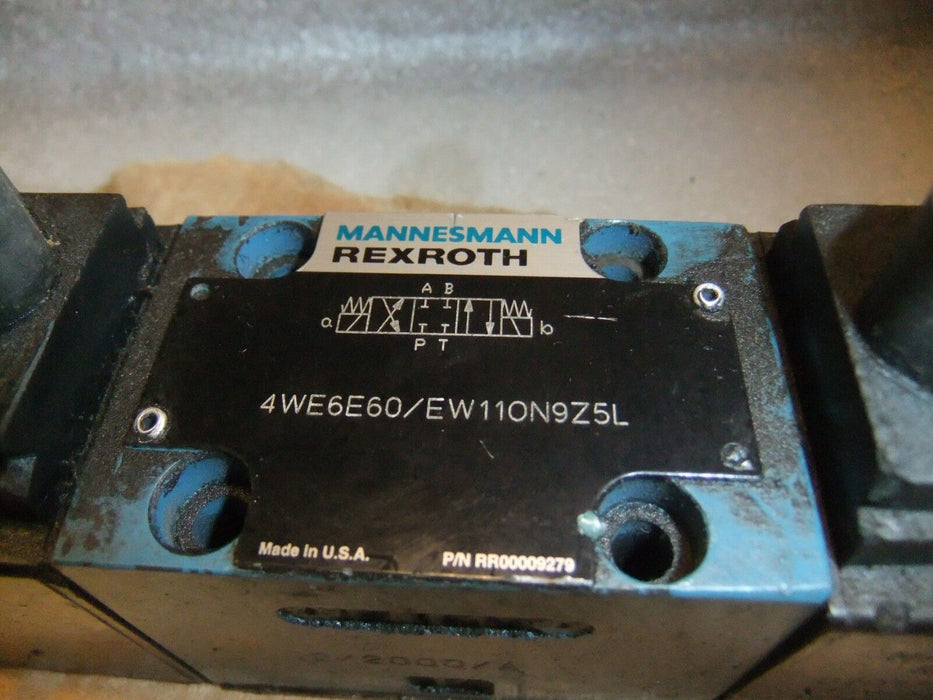 MANNESMANN
REXROTH
A B
a b
P T
4WE6E60/EW110N9Z5L
Made in U.S.A. P/N RR00009279